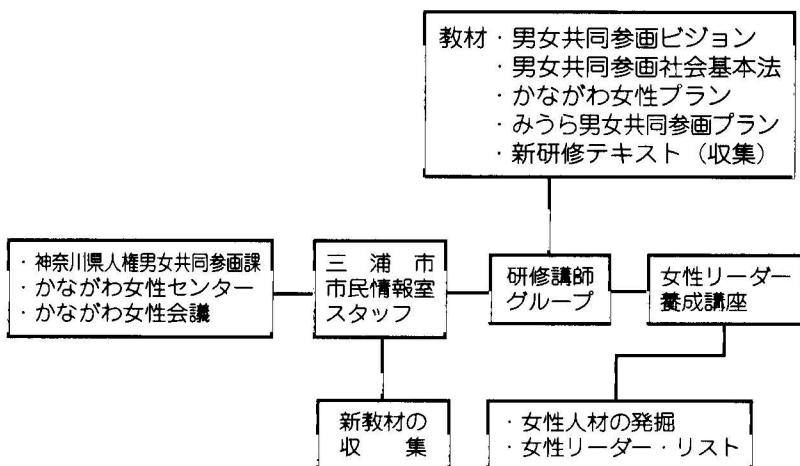 教材・男女共同参画ビジョン
・男女共同参画社会基本法
・かながわ女性プラン
・みうら男女共同参画プラン
・新研修テキスト（収集）
・神奈川県人権男女共同参画課
・かながわ女性センター
・かながわ女性会議
三浦市
市民情報室
スタッフ
研修講師
グループ
女性リーダー
養成講座
新教材の
収集
・女性人材の発掘
・女性リーダー・リスト